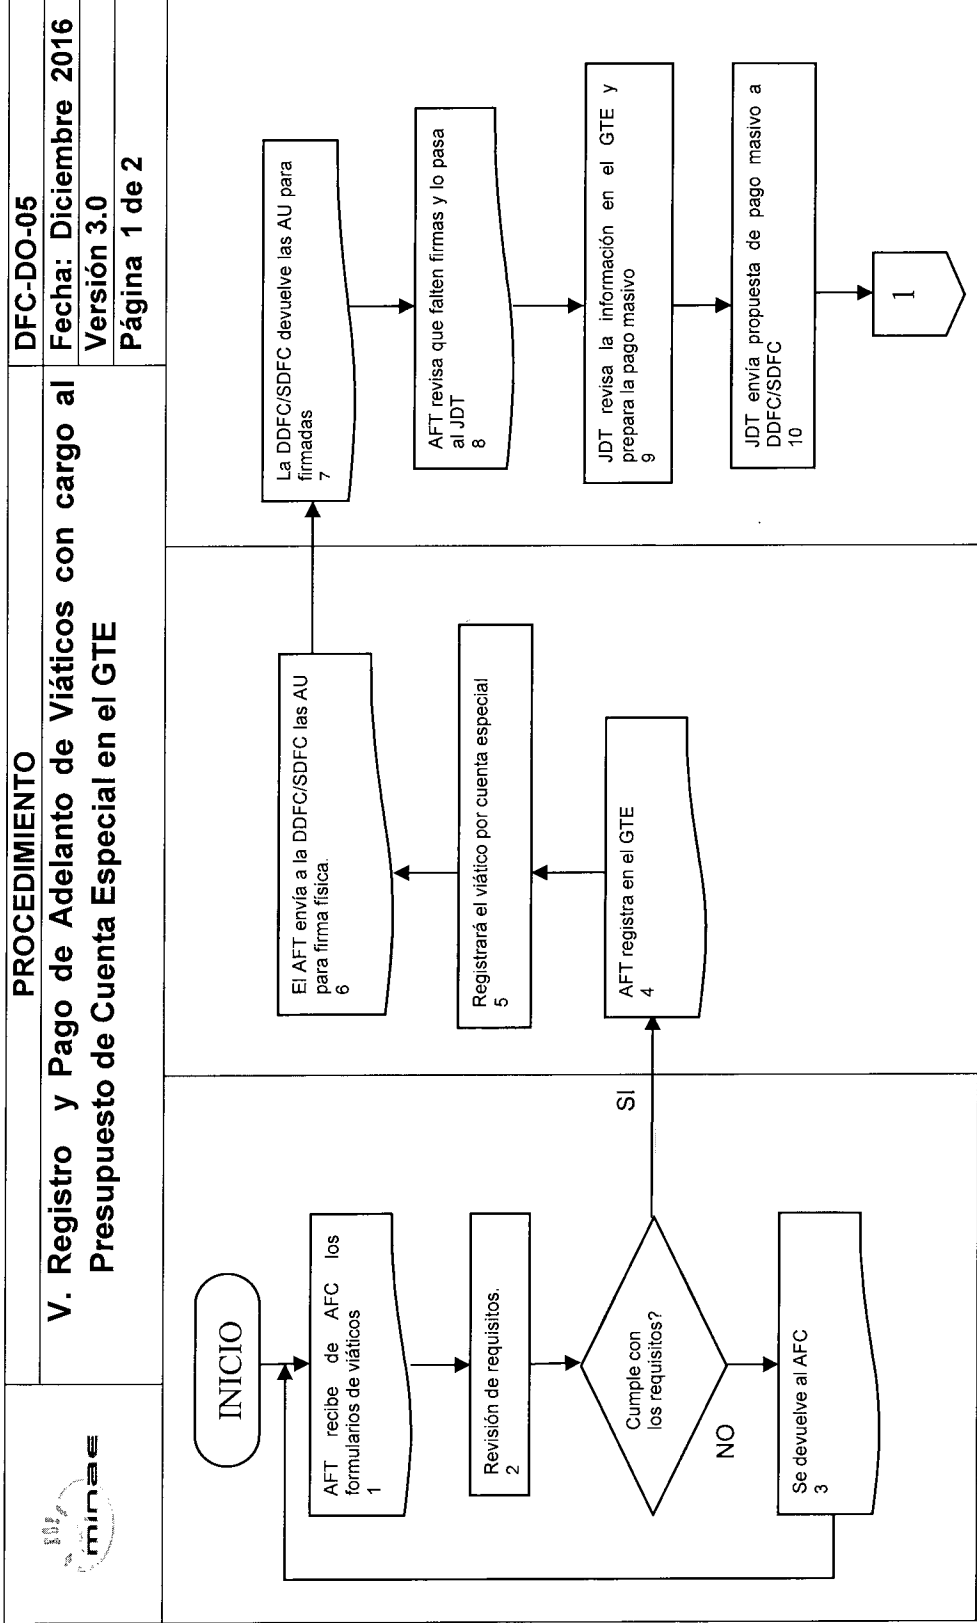 minae
PROCEDIMIENTO
V. Registro y Pago de Adelanto de Viáticos con cargo al
Presupuesto de Cuenta Especial en el GTE
DFC-DO-05
Fecha: Diciembre 2016
Versión 3.0
Página 1 de 2
INICIO
AFT recibe de AFC los
formularios de viáticos
1
Revisión de requisitos.
2
Cumple con
los requisitos?
NO
SI
Se devuelve al AFC
3
AFT registra en el GTE
4
Registrará el viático por cuenta especial
5
El AFT envía a la DDFC/SDFC las AU
para firma física.
6
La DDFC/SDFC devuelve las AU para
firmadas
7
AFT revisa que falten firmas y lo pasa
al JDT
8
JDT revisa la información en el GTE y
prepara la pago masivo
9
JDT envía propuesta de pago masivo a
DDFC/SDFC
10
1